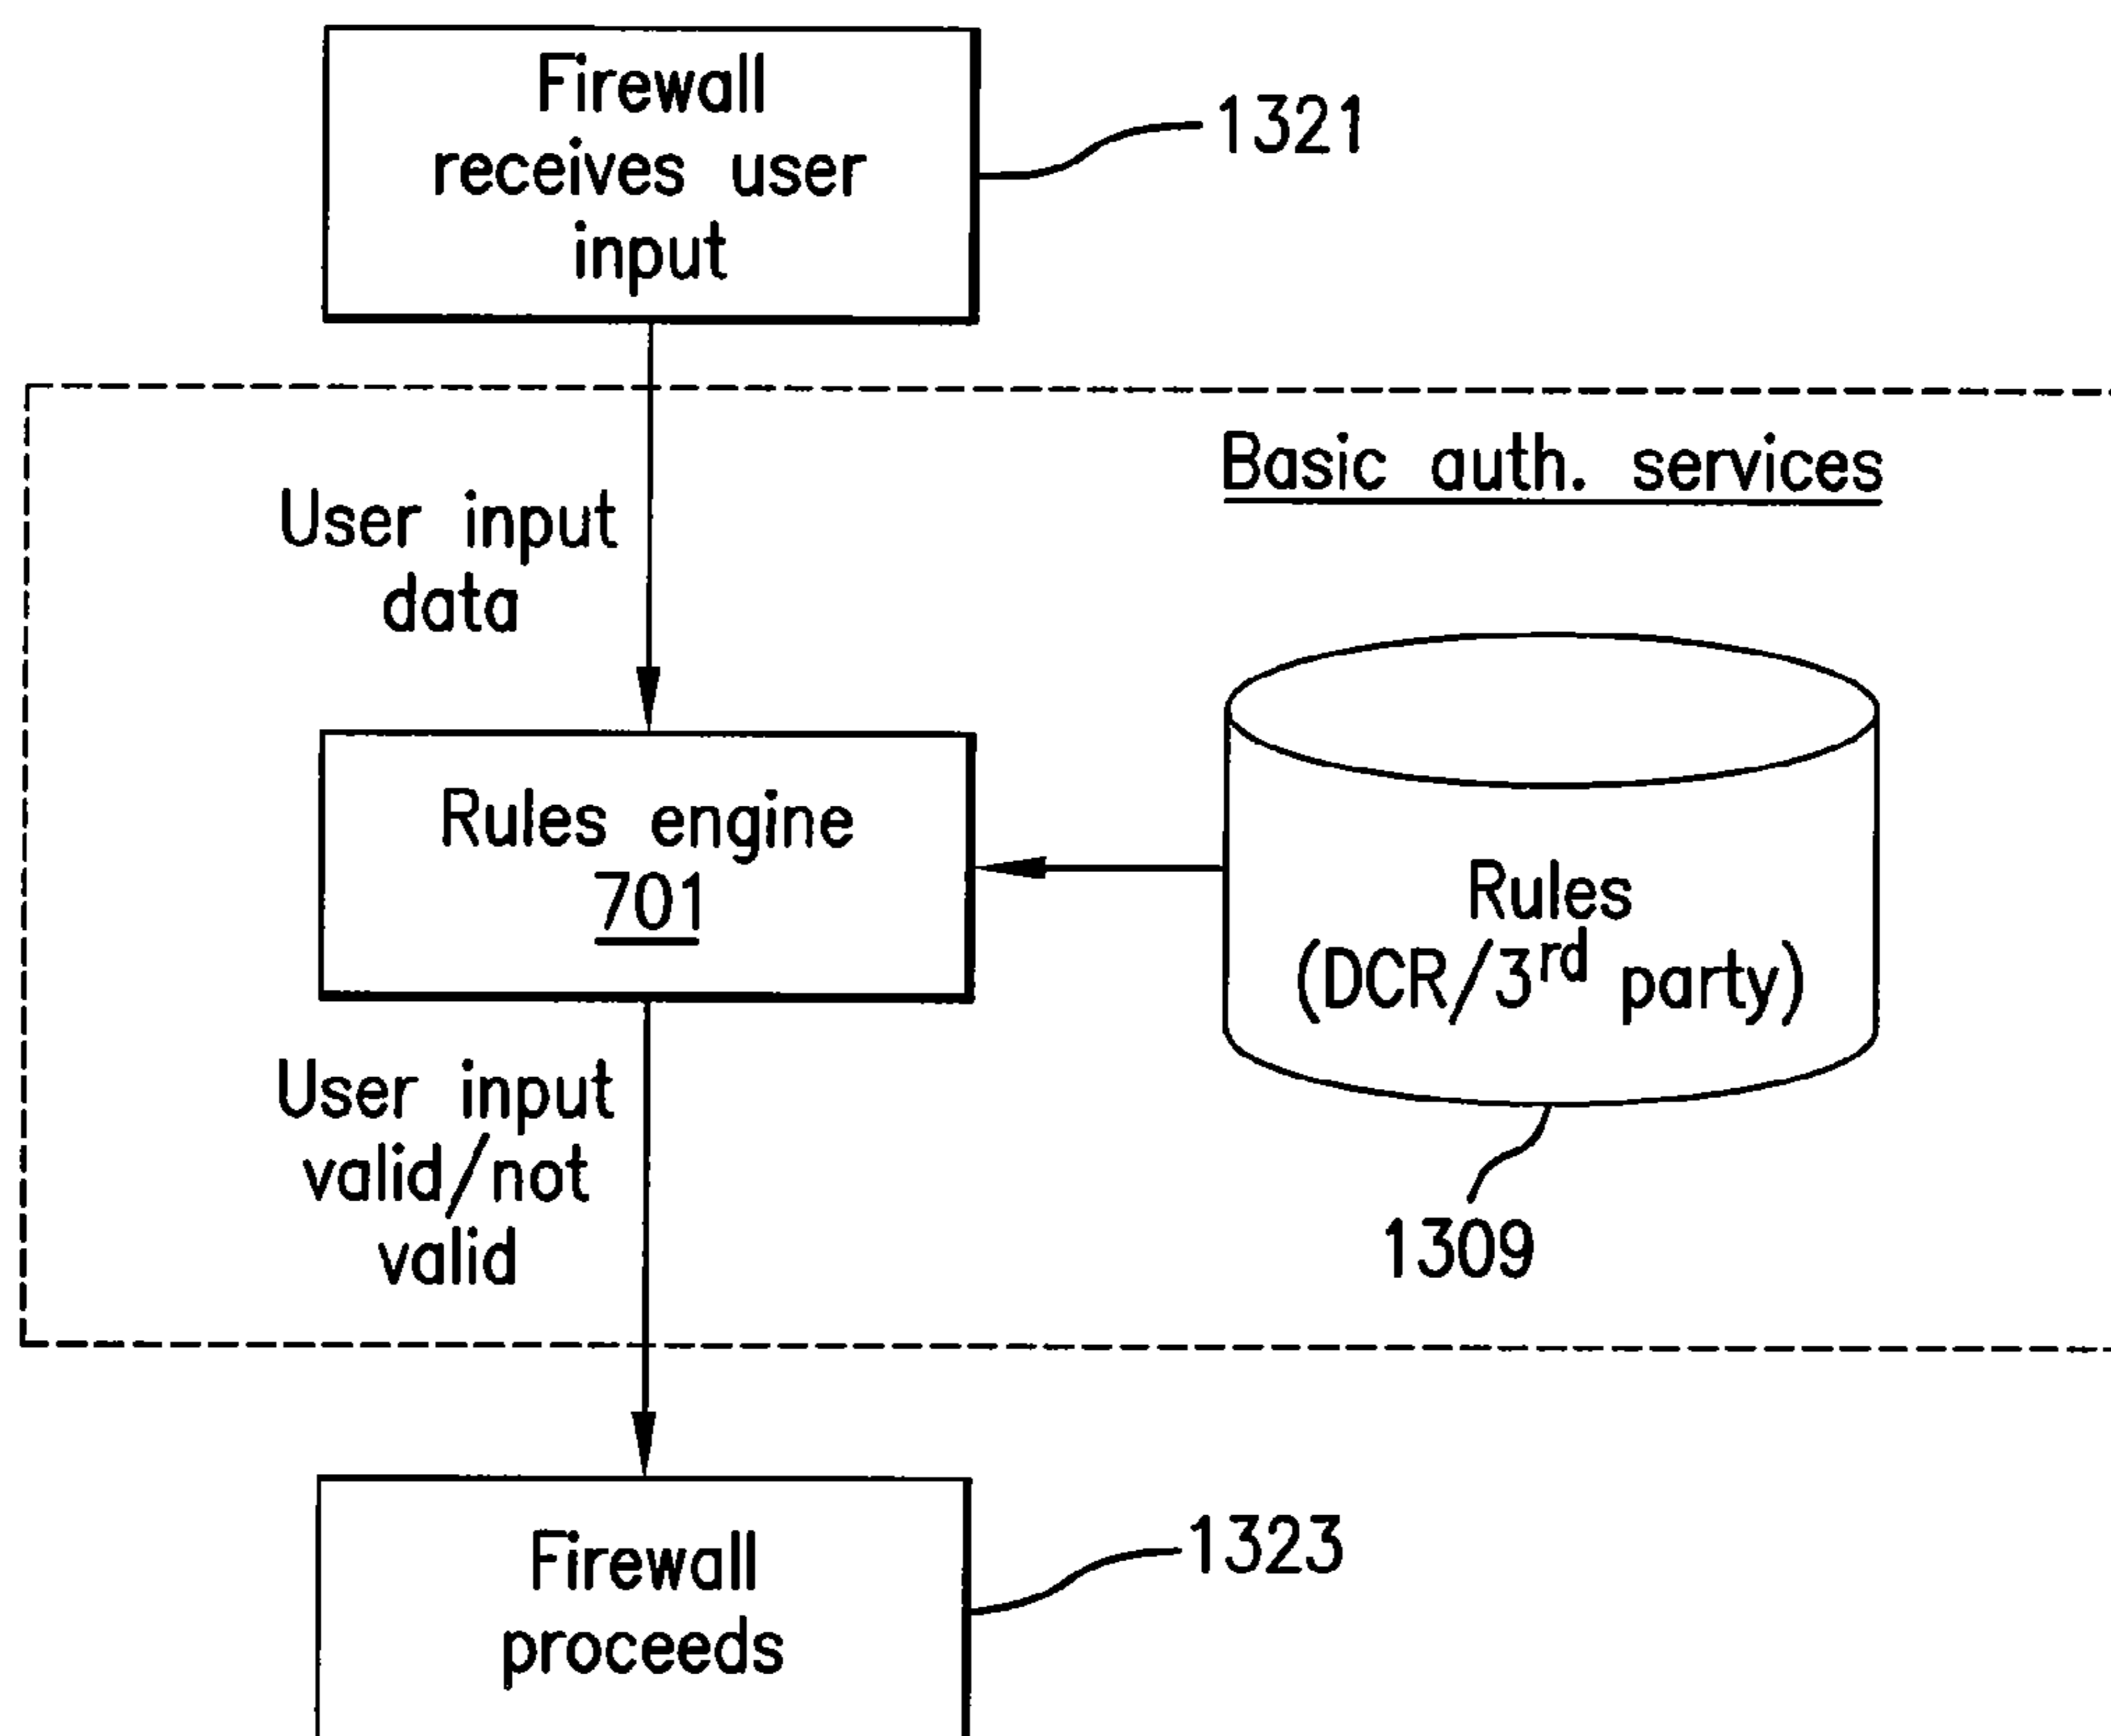 Firewall
receives user
input
1321
Basic auth. services
User input
data
Rules engine
701
Rules
(DCR/3rd party)
User input
valid/not
valid
1309
Firewall
proceeds
1323